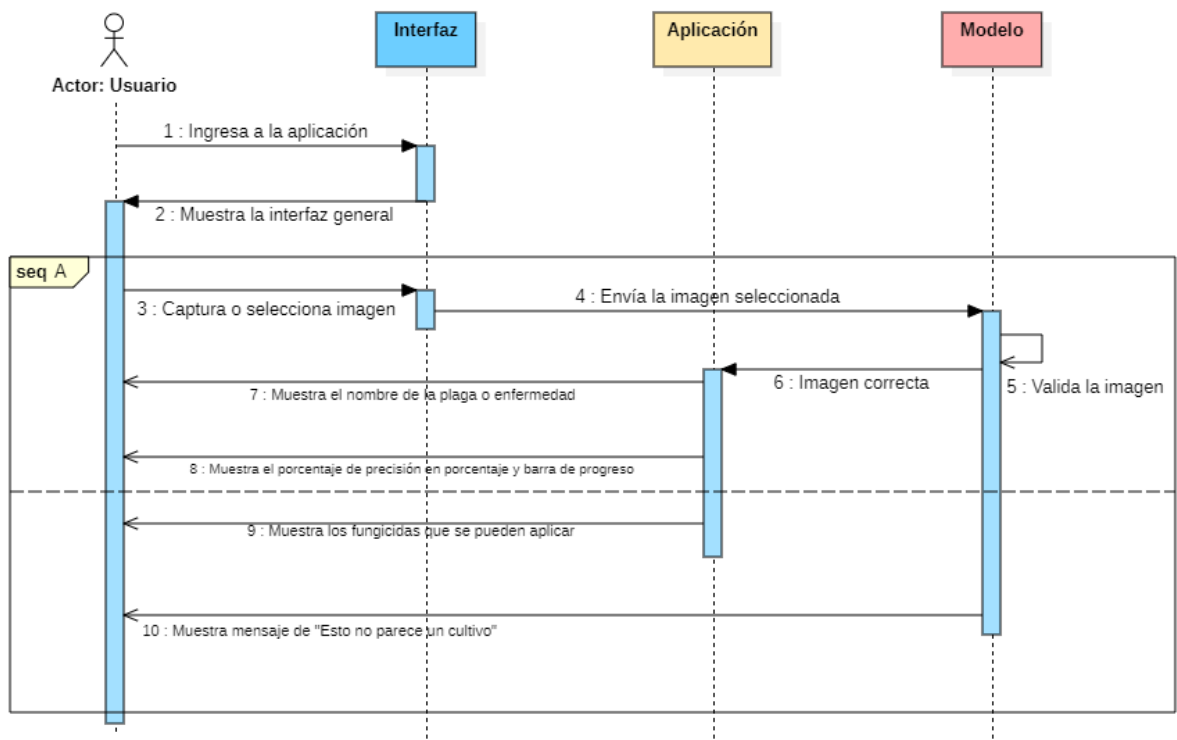 Interfaz
Aplicación
Modelo
Actor: Usuario
1 : Ingresa a la aplicación
2 : Muestra la interfaz general
seq A
3 : Captura o selecciona imagen
4 : Envía la imagen seleccionada
5 : Valida la imagen
6 : Imagen correcta
7 : Muestra el nombre de la plaga o enfermedad
8 : Muestra el porcentaje de precisión en porcentaje y barra de progreso
9 : Muestra los fungicidas que se pueden aplicar
10 : Muestra mensaje de "Esto no parece un cultivo"